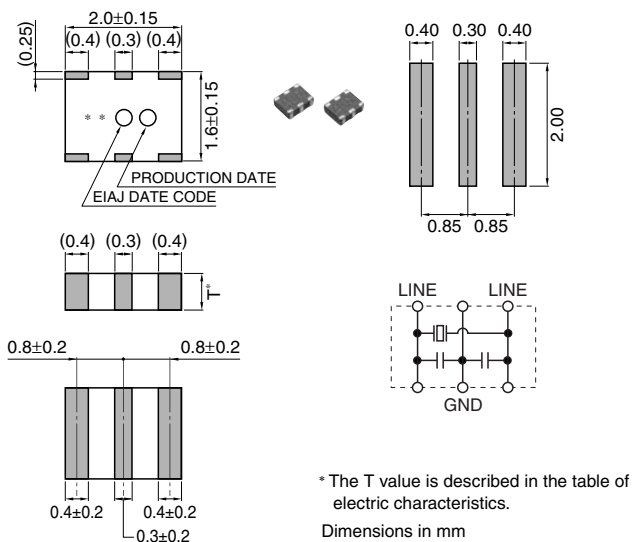 2.0±0.15
(0.4) (0.3) (0.4)
(0.25)
* *
1.6±0.15
PRODUCTION DATE
EIAJ DATE CODE
0.40 0.30 0.40
2.00
0.85 0.85
(0.4) (0.3) (0.4)
T*
LINE LINE
GND
0.8±0.2 0.8±0.2
0.4±0.2 0.4±0.2
0.3±0.2
* The T value is described in the table of
electric characteristics.
Dimensions in mm